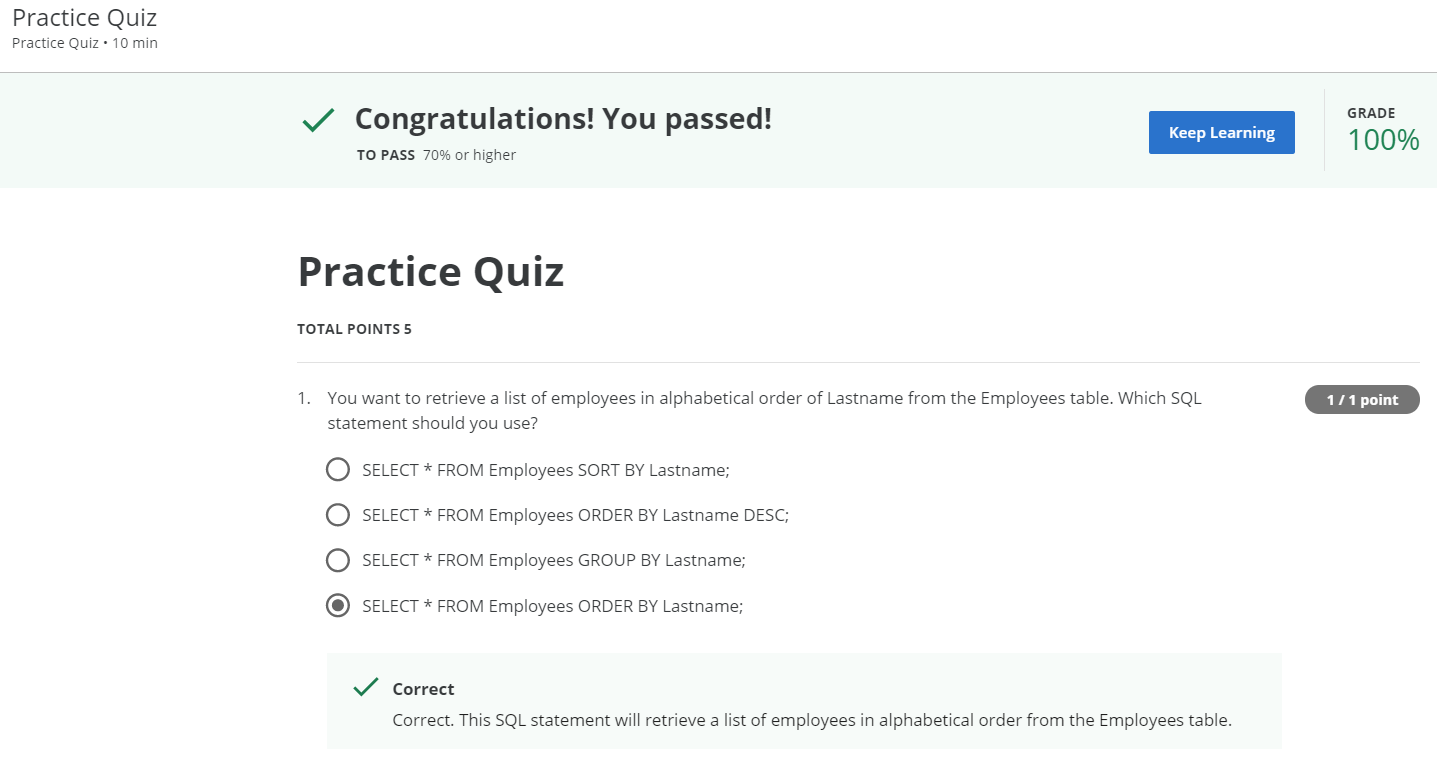 Practice Quiz
Practice Quiz • 10 min
Congratulations! You passed!
TO PASS 70% or higher
Keep Learning
GRADE
100%
Practice Quiz
TOTAL POINTS 5
1. You want to retrieve a list of employees in alphabetical order of Lastname from the Employees table. Which SQL
statement should you use?
1 / 1 point
SELECT * FROM Employees SORT BY Lastname;
SELECT * FROM Employees ORDER BY Lastname DESC;
SELECT * FROM Employees GROUP BY Lastname;
SELECT * FROM Employees ORDER BY Lastname;
Correct
Correct. This SQL statement will retrieve a list of employees in alphabetical order from the Employees table.